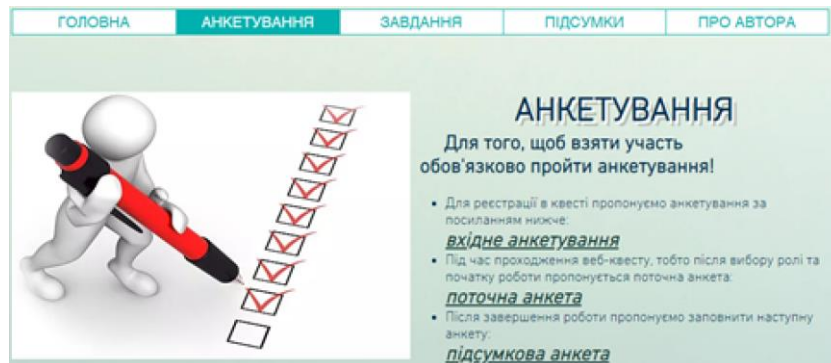 ГОЛОВНА АНКЕТУВАННЯ ЗАВДАННЯ ПІДСУМКИ ПРО АВТОРА
АНКЕТУВАННЯ
Для того, щоб взяти участь
обов'язково пройти анкетування!
• Для реєстрації в квесті пропонуємо анкетування за
посиланням нижче:
вхідне анкетування
• Під час проходження веб-квесту, тобто після вибору ролі та
початку роботи пропонується поточна анкета:
поточна анкета
• Після завершення роботи пропонуємо заповнити наступну
анкету:
підсумкова анкета